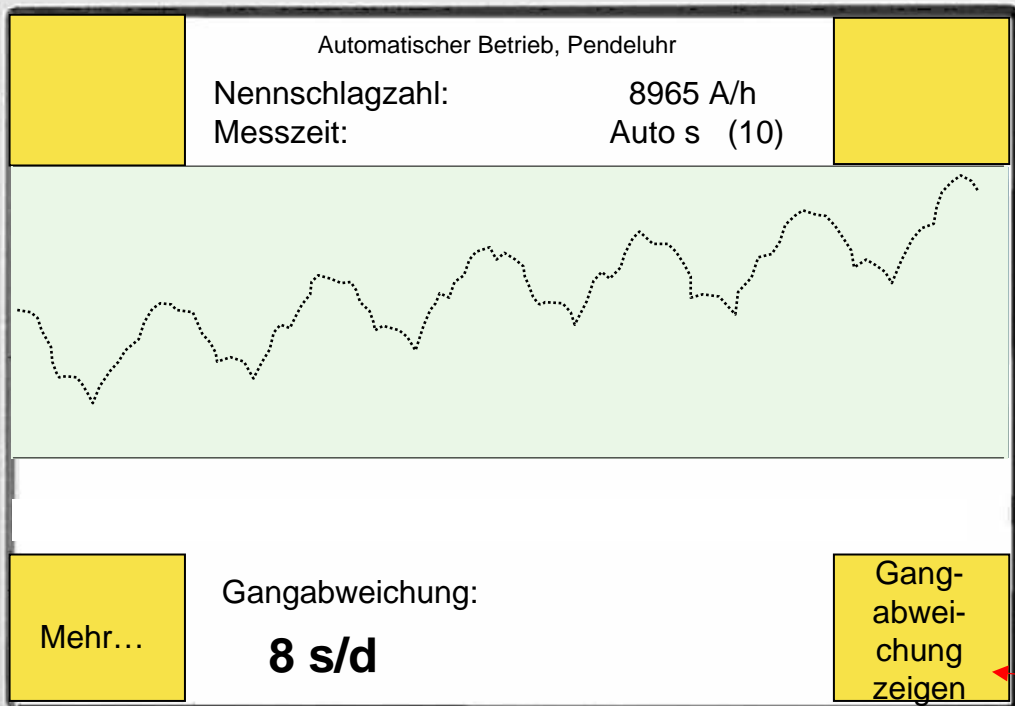 Automatischer Betrieb, Pendeluhr
Nennschlagzahl: 8965 A/h
Messzeit: Auto s (10)
Gangabweichung:
8 s/d
Mehr…
Gang-
abwei-
chung
zeigen